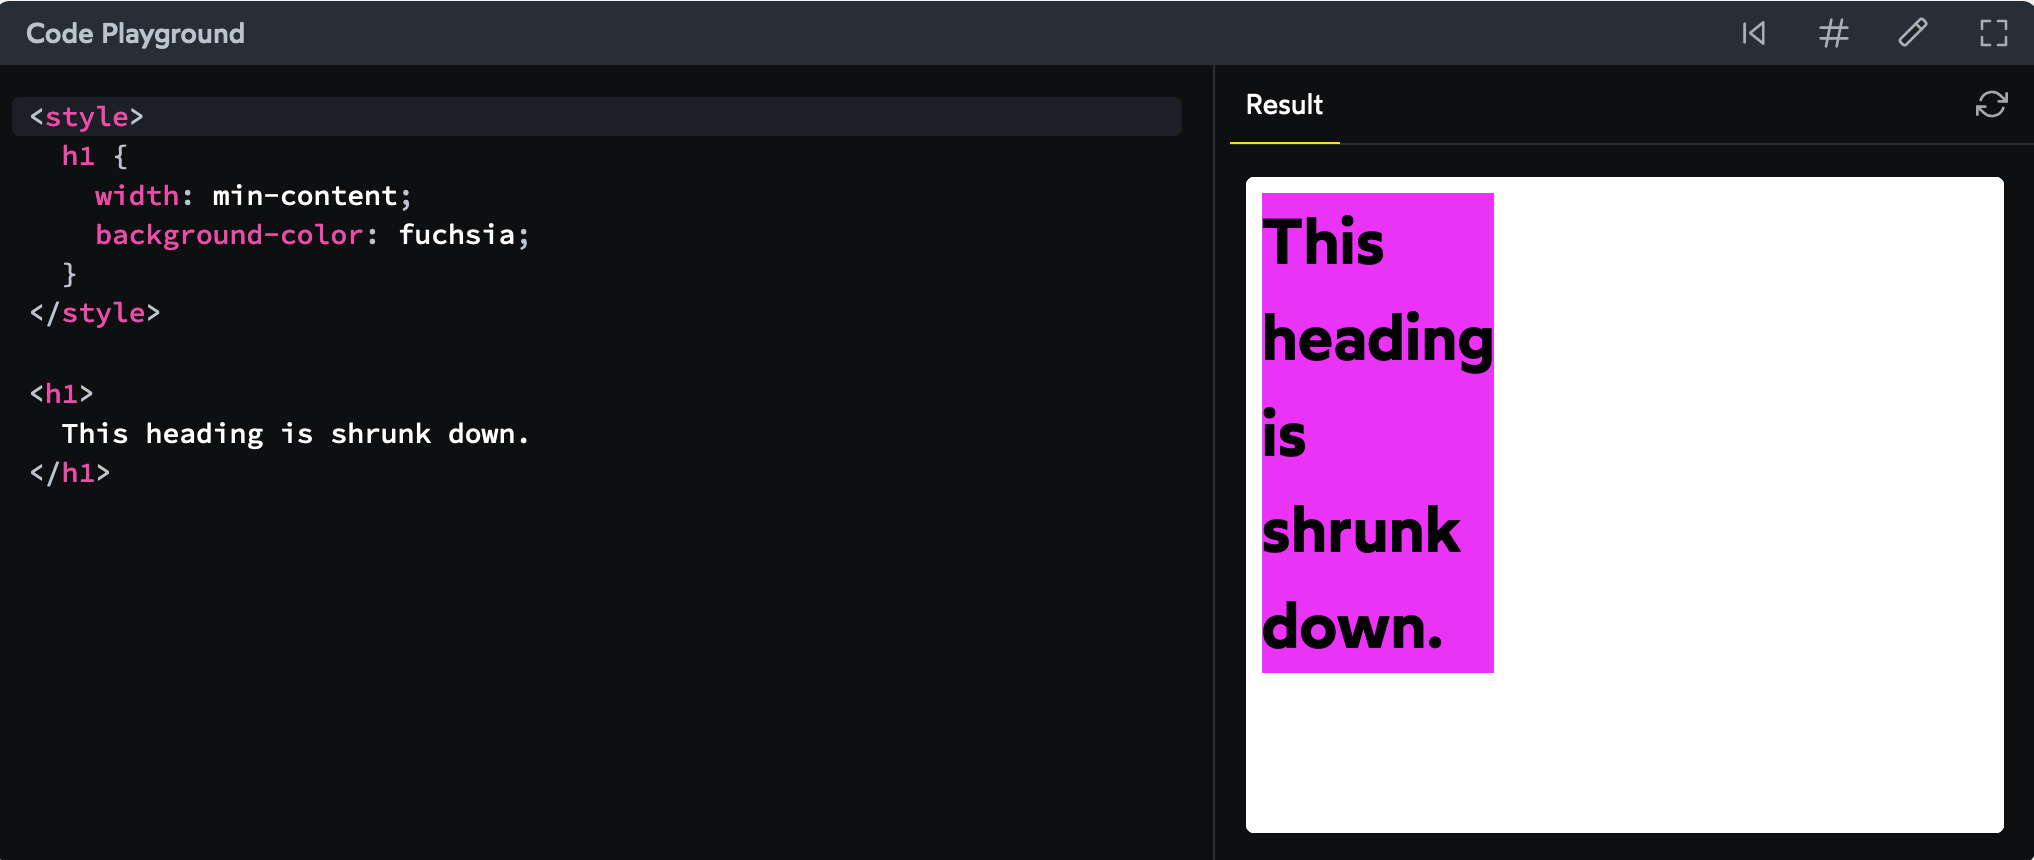 Code Playground
<style>
h1 {
width: min-content;
background-color: fuchsia;
}
</style>
<h1>
This heading is shrunk down.
</h1>
Result
This
heading
is
shrunk
down.